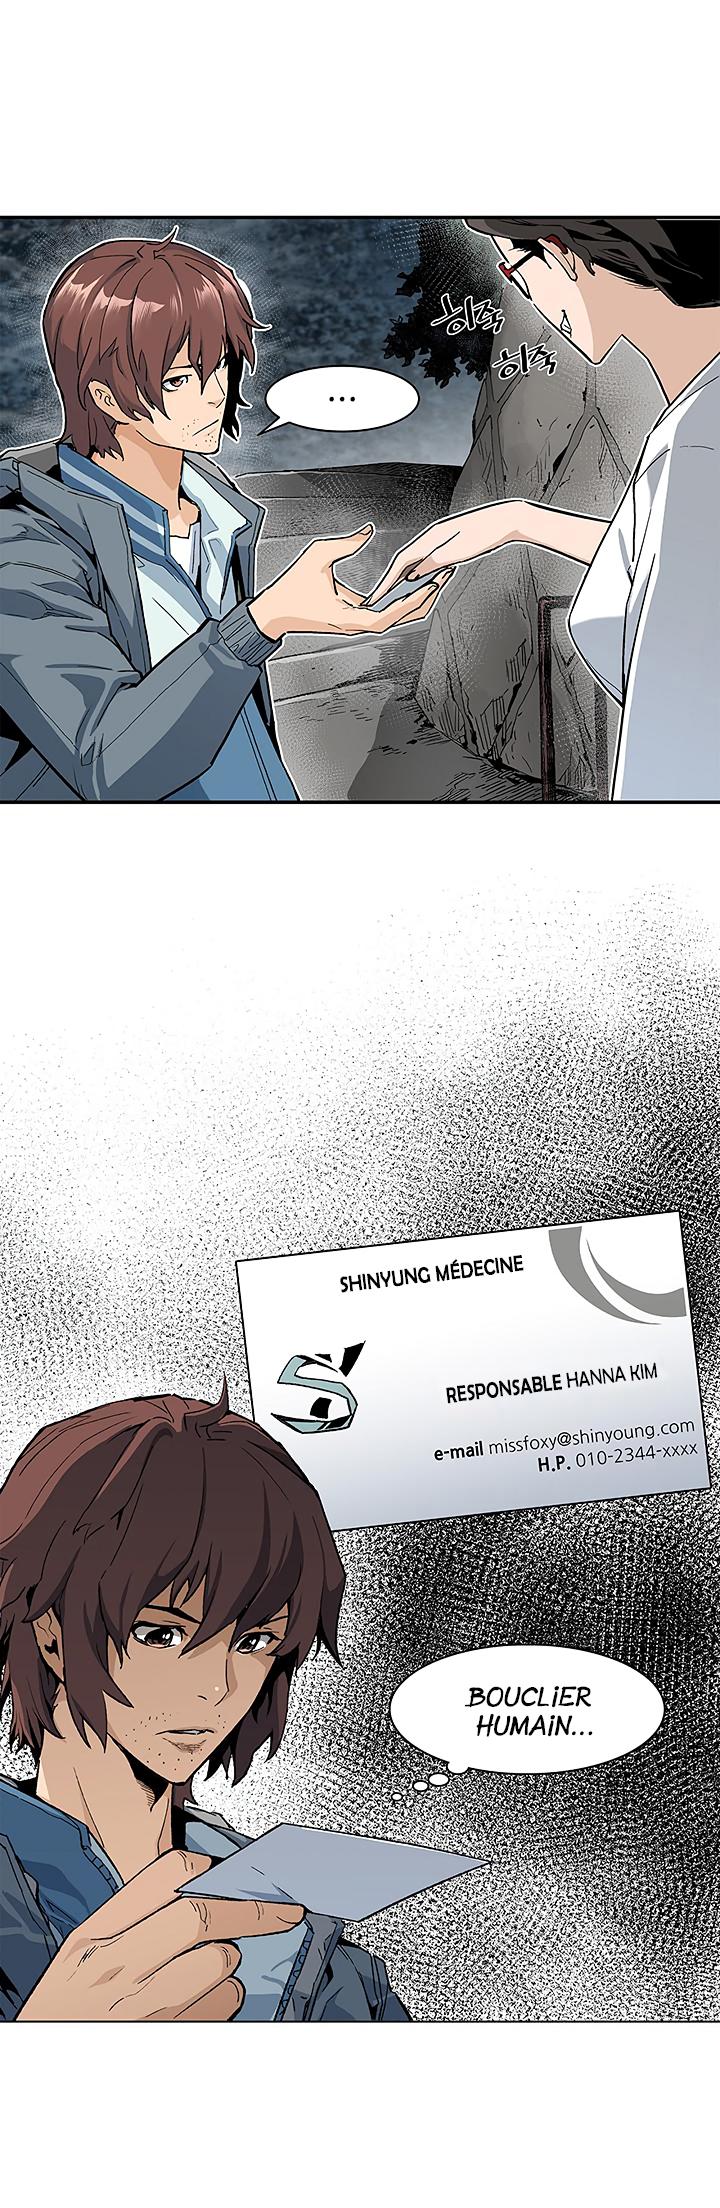 ...
히죽
히죽
SHINYUNG MÉDECINE
S
RESPONSABLE HANNA KIM
e-mail missfoxy@shinyoung.com
H.P. 010-2344-xxxx
BOUCLIER
HUMAIN...